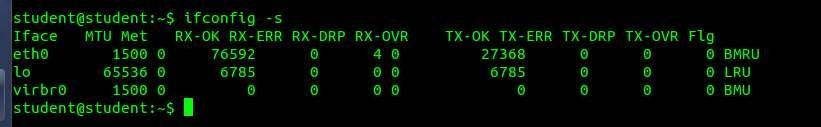 student@student:~$ ifconfig -s
Iface   MTU Met   RX-OK RX-ERR RX-DRP RX-OVR    TX-OK TX-ERR TX-DRP TX-OVR Flg
eth0       1500 0     76592      0      4 0         27368      0      0      0 BMRU
lo        65536 0      6785      0      0 0          6785      0      0      0 LRU
virbr0     1500 0         0      0      0 0             0      0      0      0 BMU
student@student:~$